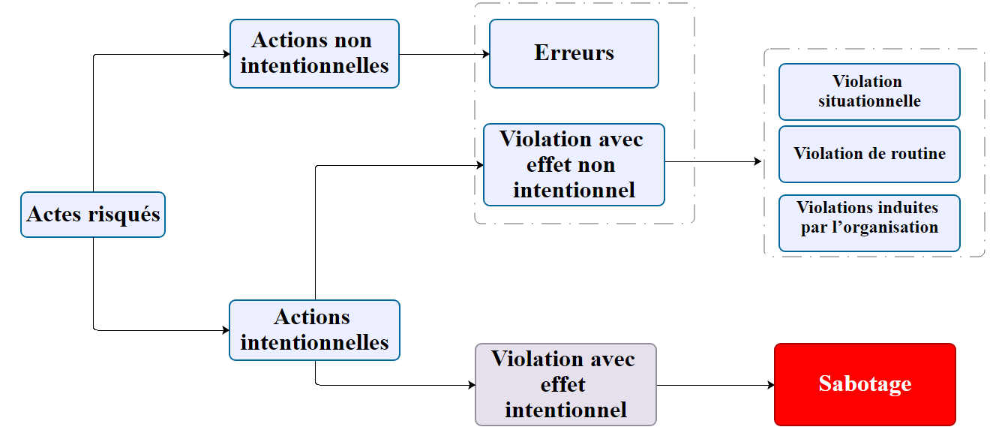 Actions non
intentionnelles
Erreurs
Violation
situationnelle
Violation avec
effet non
intentionnel
Violation de routine
Actes risqués
Violations induites
par l’organisation
Actions
intentionnelles
Violation avec
effet
intentionnel
Sabotage